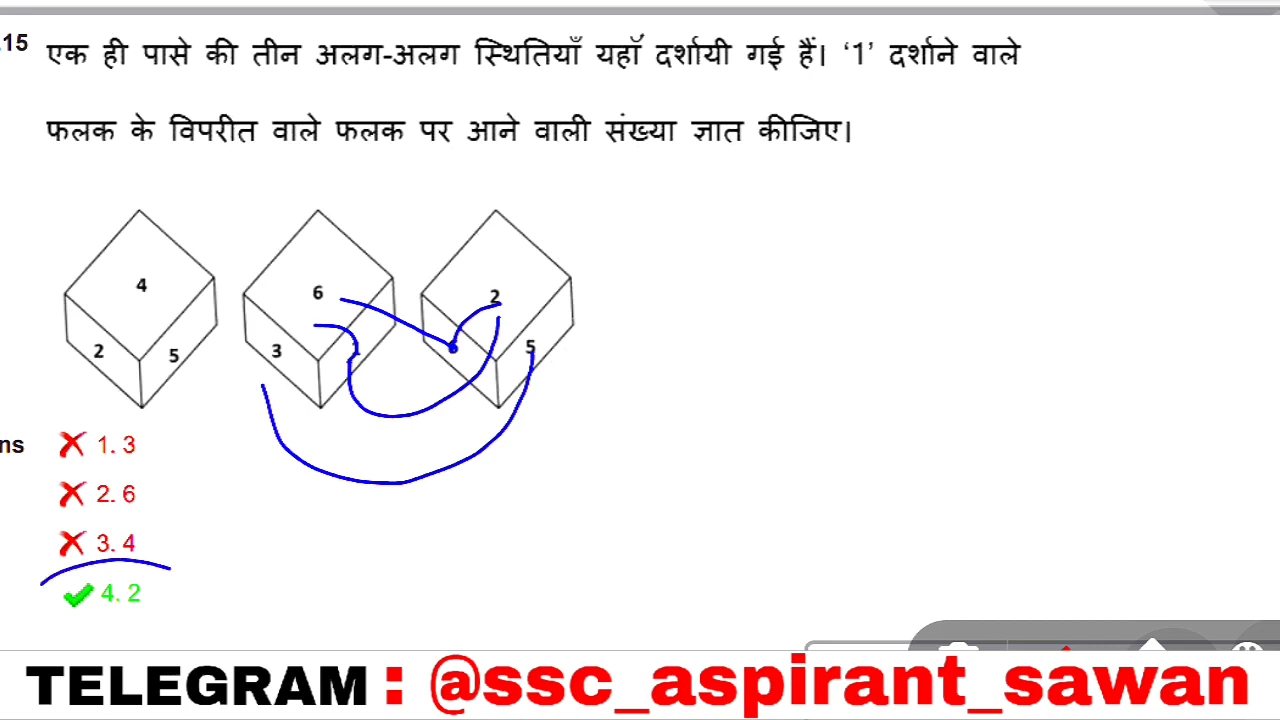 .15 एक ही पासे की तीन अलग-अलग स्थितियाँ यहाँ दर्शायी गई हैं। ‘1’ दर्शाने वाले
फलक के विपरीत वाले फलक पर आने वाली संख्या ज्ञात कीजिए।
4 6 2
2 5 3 5
ns 1. 3
2. 6
3. 4
4. 2
TELEGRAM : @ssc_aspirant_sawan